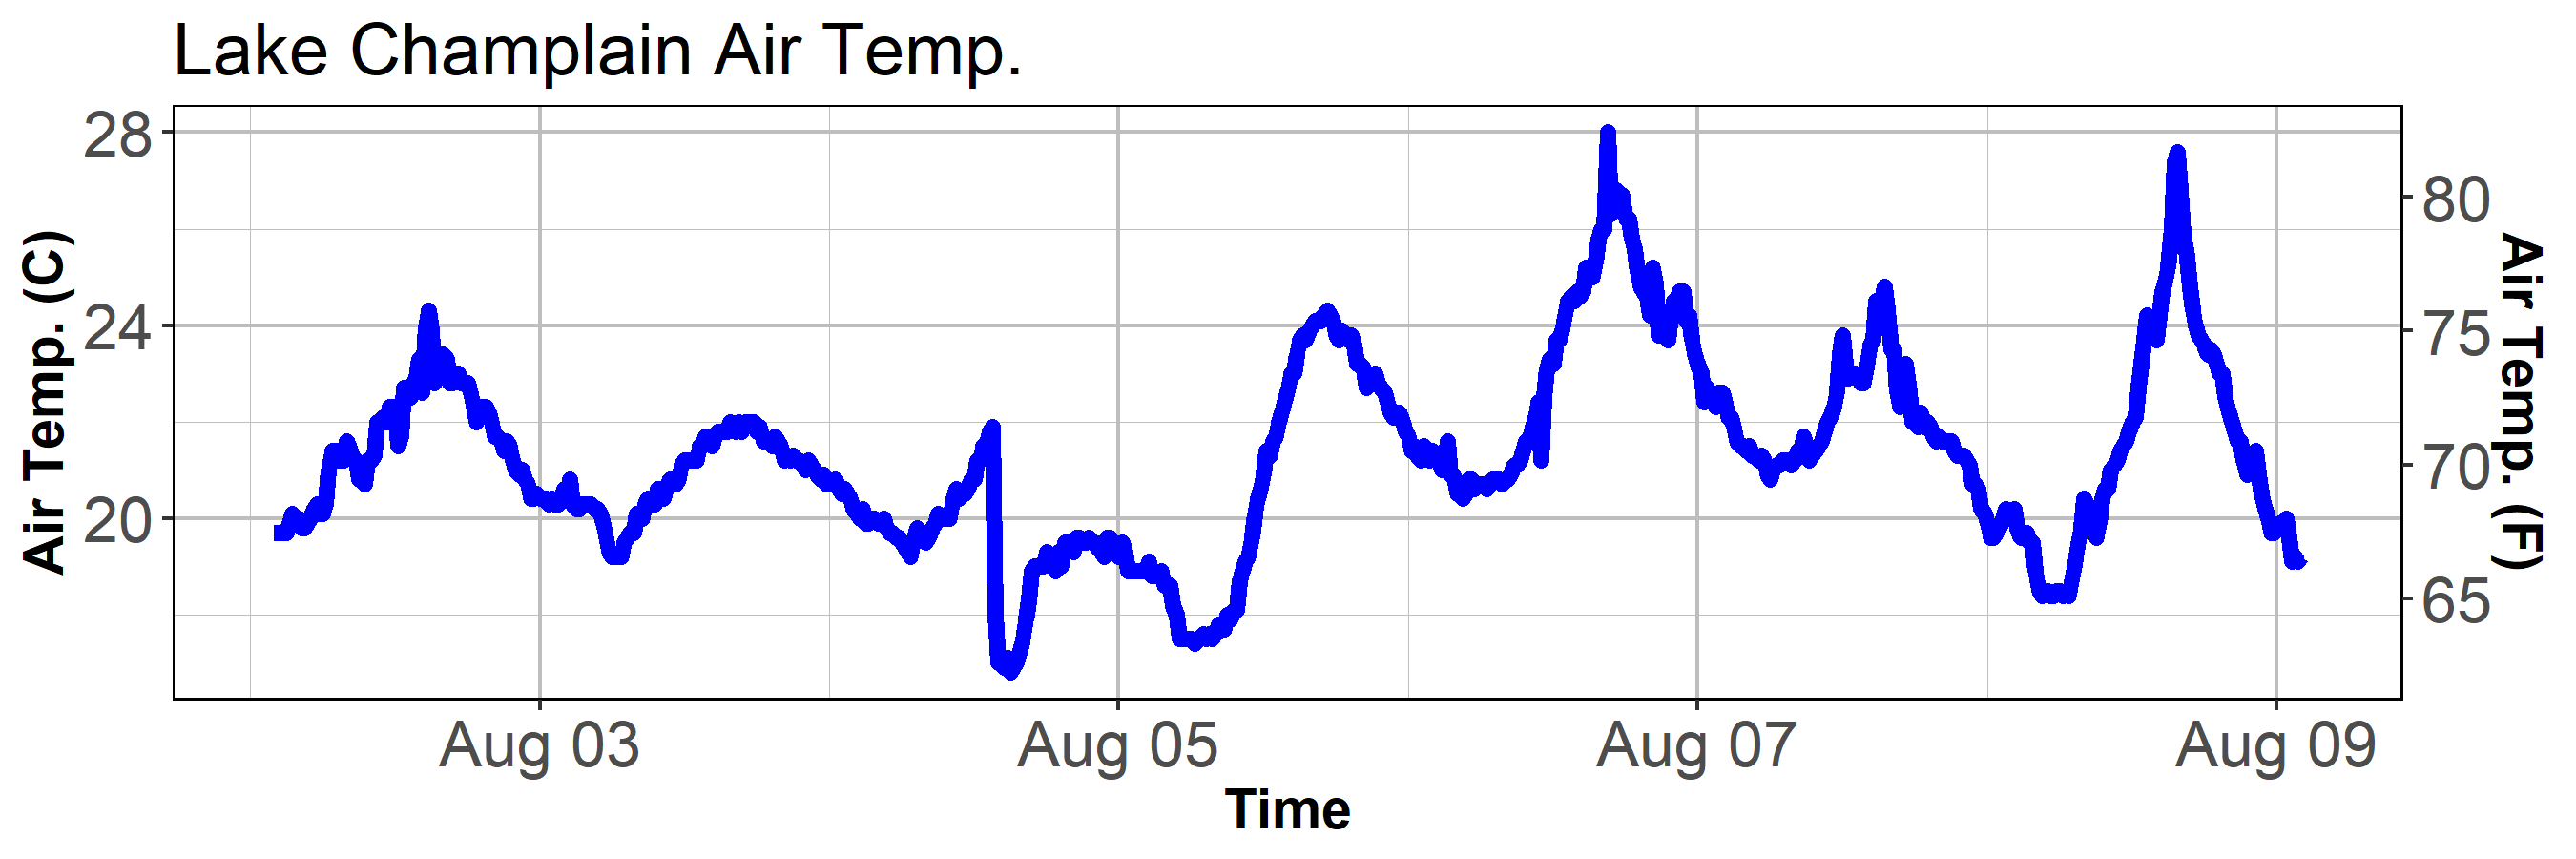 Lake Champlain Air Temp.
28
24
20
Air Temp. (C)
80
75
70
65
Air Temp. (F)
Aug 03
Aug 05
Aug 07
Aug 09
Time